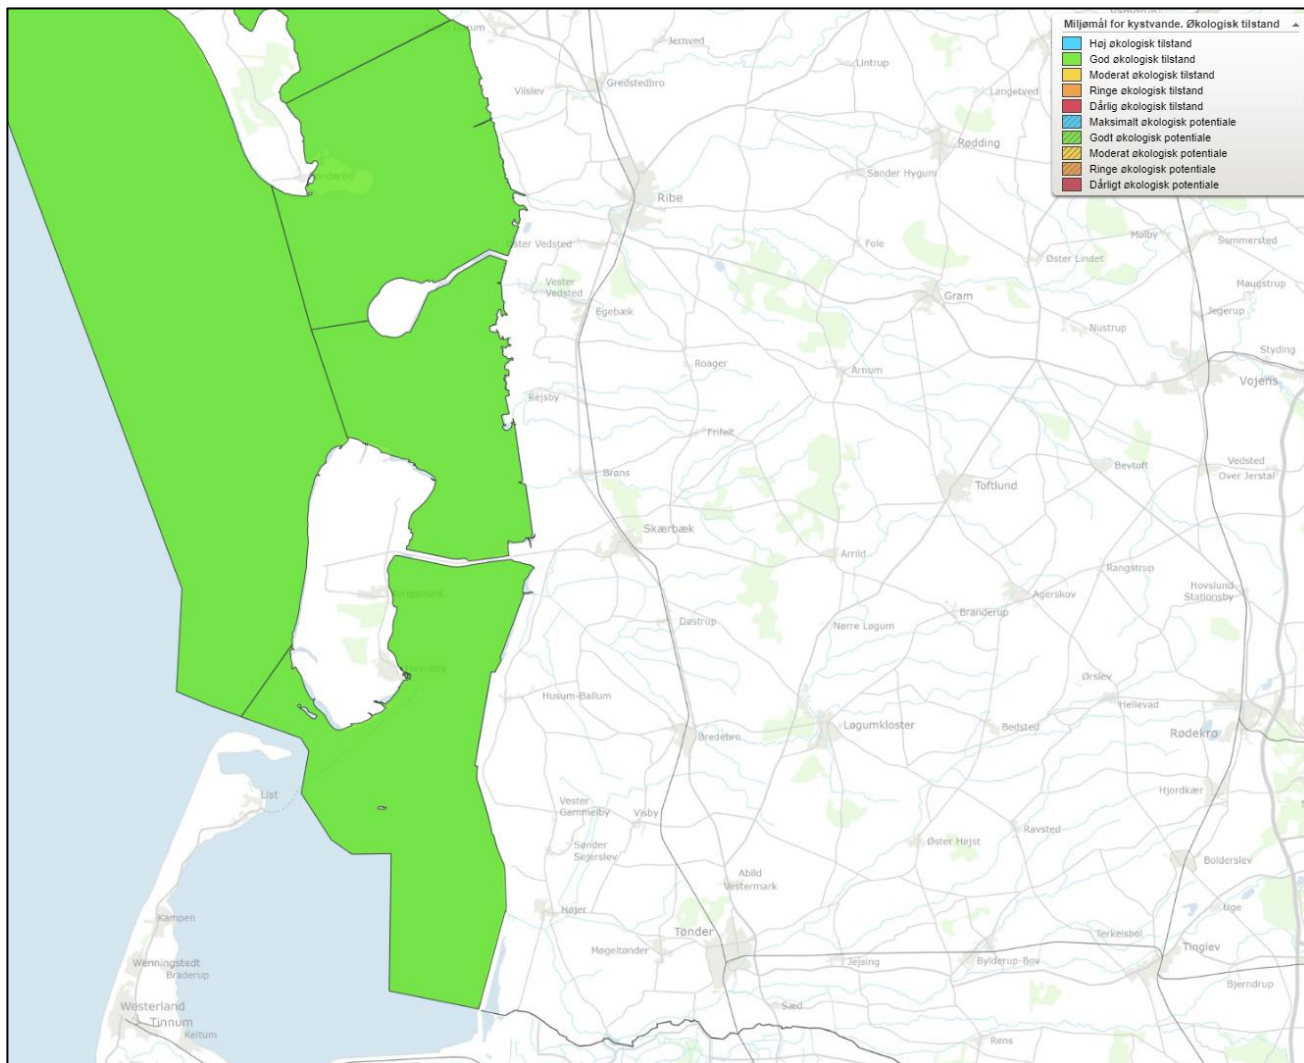 Miljømål for kystvande. Økologisk tilstand
Høj økologisk tilstand
God økologisk tilstand
Moderat økologisk tilstand
Ringe økologisk tilstand
Dårlig økologisk tilstand
Maksimalt økologisk potentiale
Godt økologisk potentiale
Moderat økologisk potentiale
Ringe økologisk potentiale
Dårligt økologisk potentiale
Jernved
Gredstedbro
Vilslev
Lintrup
Langetved
Rødding
Sønder Hygum
Ribe
Fole
Øster Vedsted
Vester
Vedsted
Egebæk
Gram
Øster Lindet
Mølby
Sommersted
Maugstrup
Jegerup
Nustrup
Styding
Vojens
Roager
Arnum
Rejsby
Frifelt
Brøns
Toftlund
Bevtoft
Vedsted
Over Jerstal
Skærbæk
Arrild
Rangstrup
Hovslund
Stationsby
Agerskov
Branderup
Kongsmark
Døstrup
Nørre Løgum
Havneby
Husum-Ballum
Ørslev
Hellevad
Løgumkloster
Bedsted
Bredebro
Rødekro
Hjordkær
List
Vester
Gammelby
Visby
Sønder
Sejerslev
Ravsted
Øster Højst
Bolderslev
Abild
Vestermark
Højer
Uge
Kampen
Tønder
Møgeltønder
Terkelsbøl
Tinglev
Jejsing
Bylderup-Bov
Bjerndrup
Wenningstedt
Braderup
Westerland
Tinnum
Keitum
Sæd
Rens